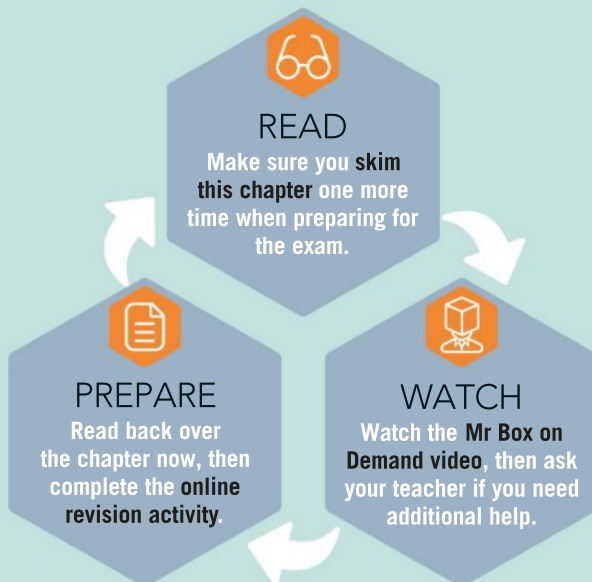 READ
Make sure you skim
this chapter one more
time when preparing for
the exam.
PREPARE
Read back over
the chapter now, then
complete the online
revision activity.
WATCH
Watch the Mr Box on
Demand video, then ask
your teacher if you need
additional help.